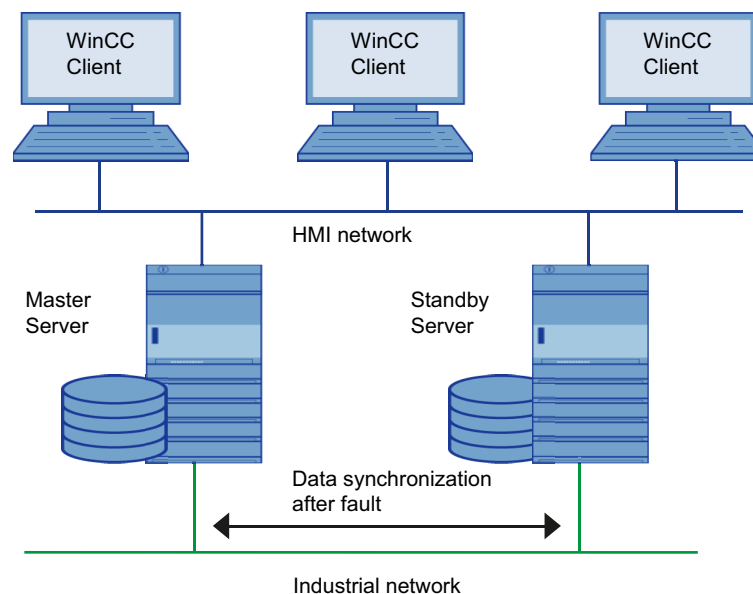 WinCC
Client
WinCC
Client
WinCC
Client
HMI network
Master
Server
Standby
Server
Data synchronization
after fault
Industrial network